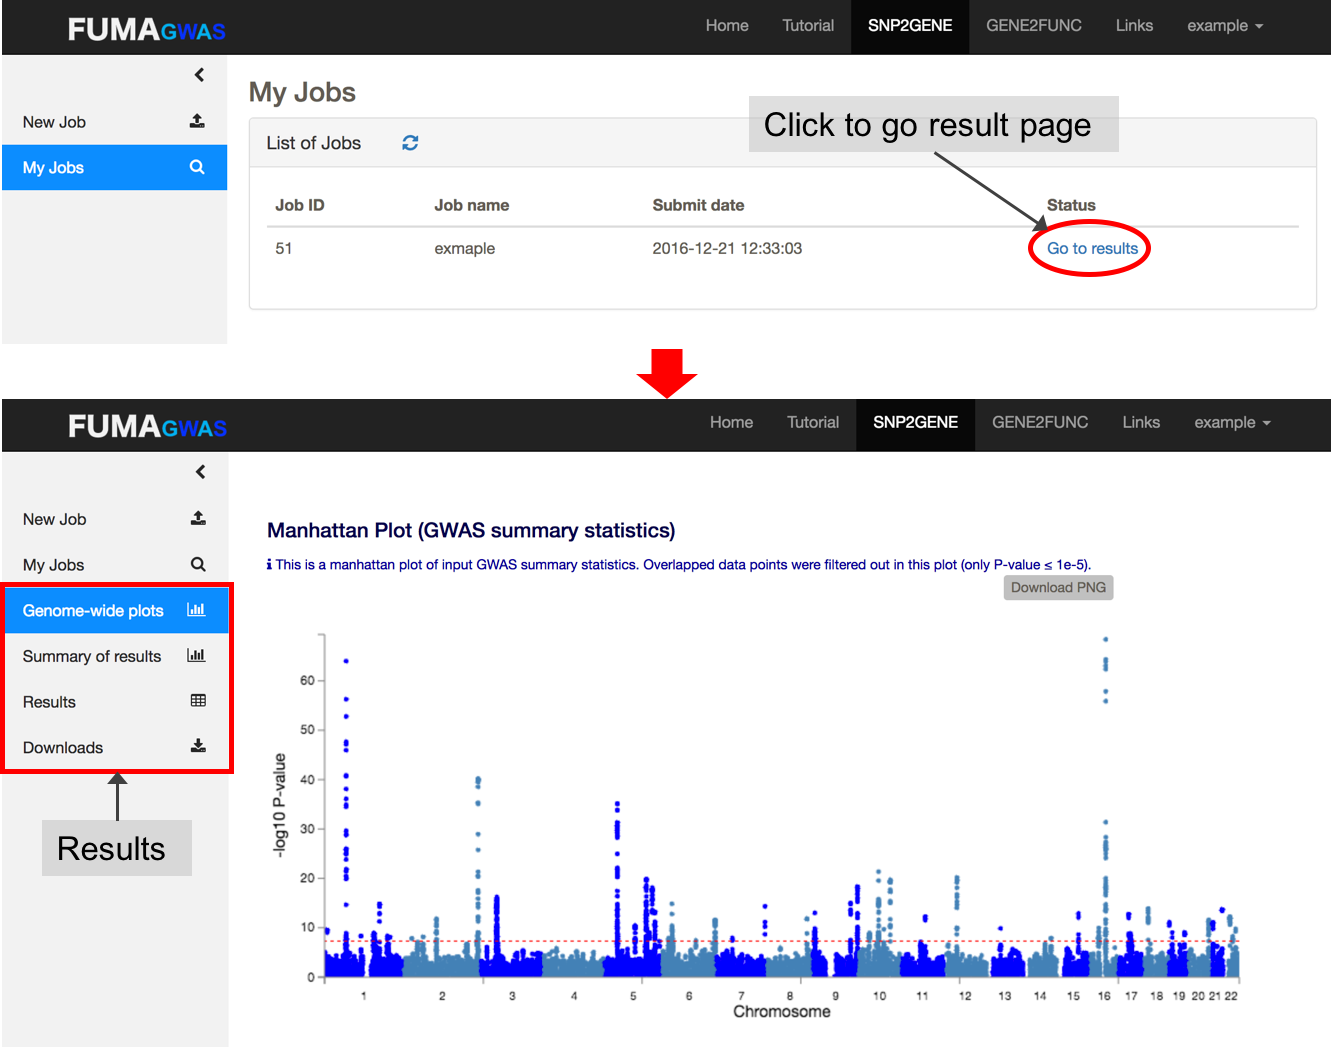 FUMAGWAS
Home Tutorial SNP2GENE GENE2FUNC Links example
New Job
My Jobs
My Jobs
Click to go result page
List of Jobs
Job ID Job name Submit date Status
51 exmaple 2016-12-21 12:33:03 Go to results
FUMAGWAS
Home Tutorial SNP2GENE GENE2FUNC Links example
New Job
My Jobs
Genome-wide plots
Summary of results
Results
Downloads
Results
Manhattan Plot (GWAS summary statistics)
i This is a manhattan plot of input GWAS summary statistics. Overlapped data points were filtered out in this plot (only P-value ≤ 1e-5).
Download PNG
-log10 P-value
60
50
40
30
20
10
0
1 2 3 4 5 6 7 8 9 10 11 12 13 14 15 16 17 18 19 20 21 22
Chromosome